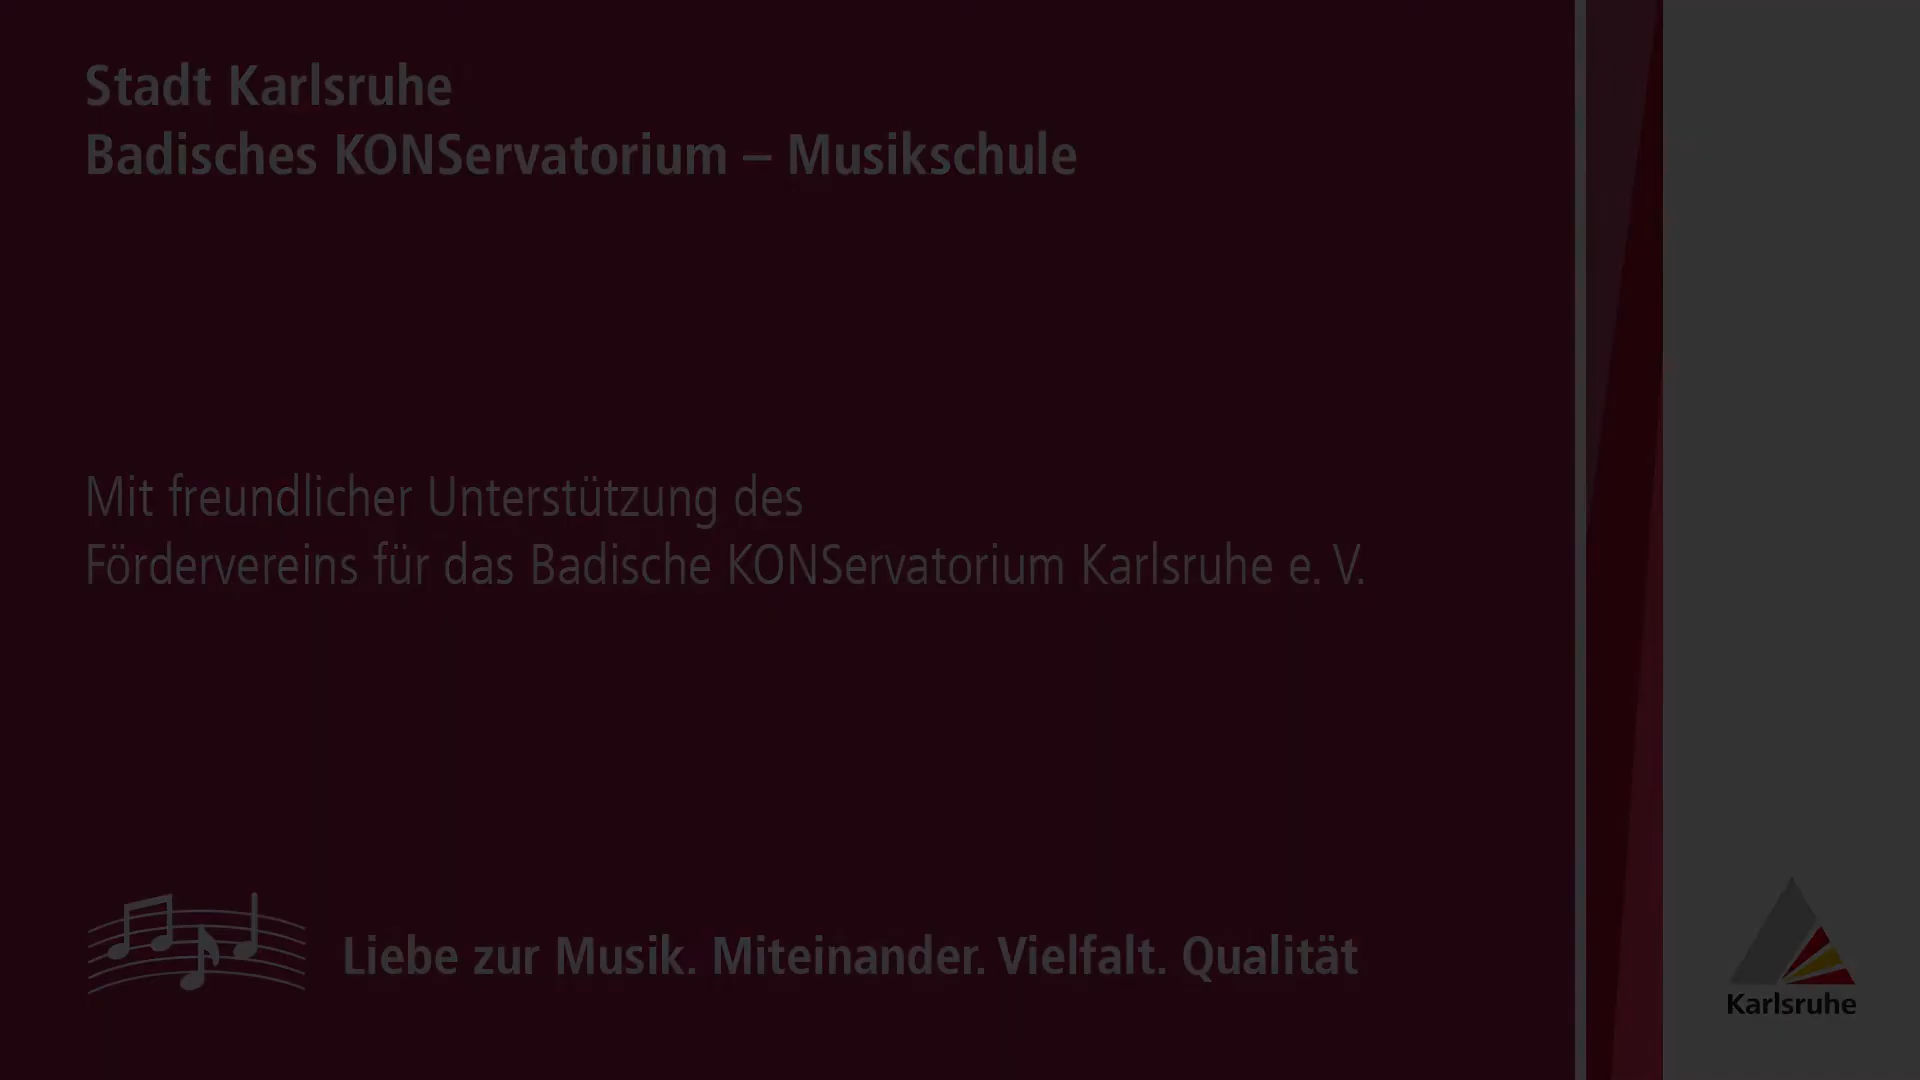 Stadt Karlsruhe
Badisches KONServatorium – Musikschule
Mit freundlicher Unterstützung des
Fördervereins für das Badische KONServatorium Karlsruhe e. V.
Liebe zur Musik. Miteinander. Vielfalt. Qualität
Karlsruhe